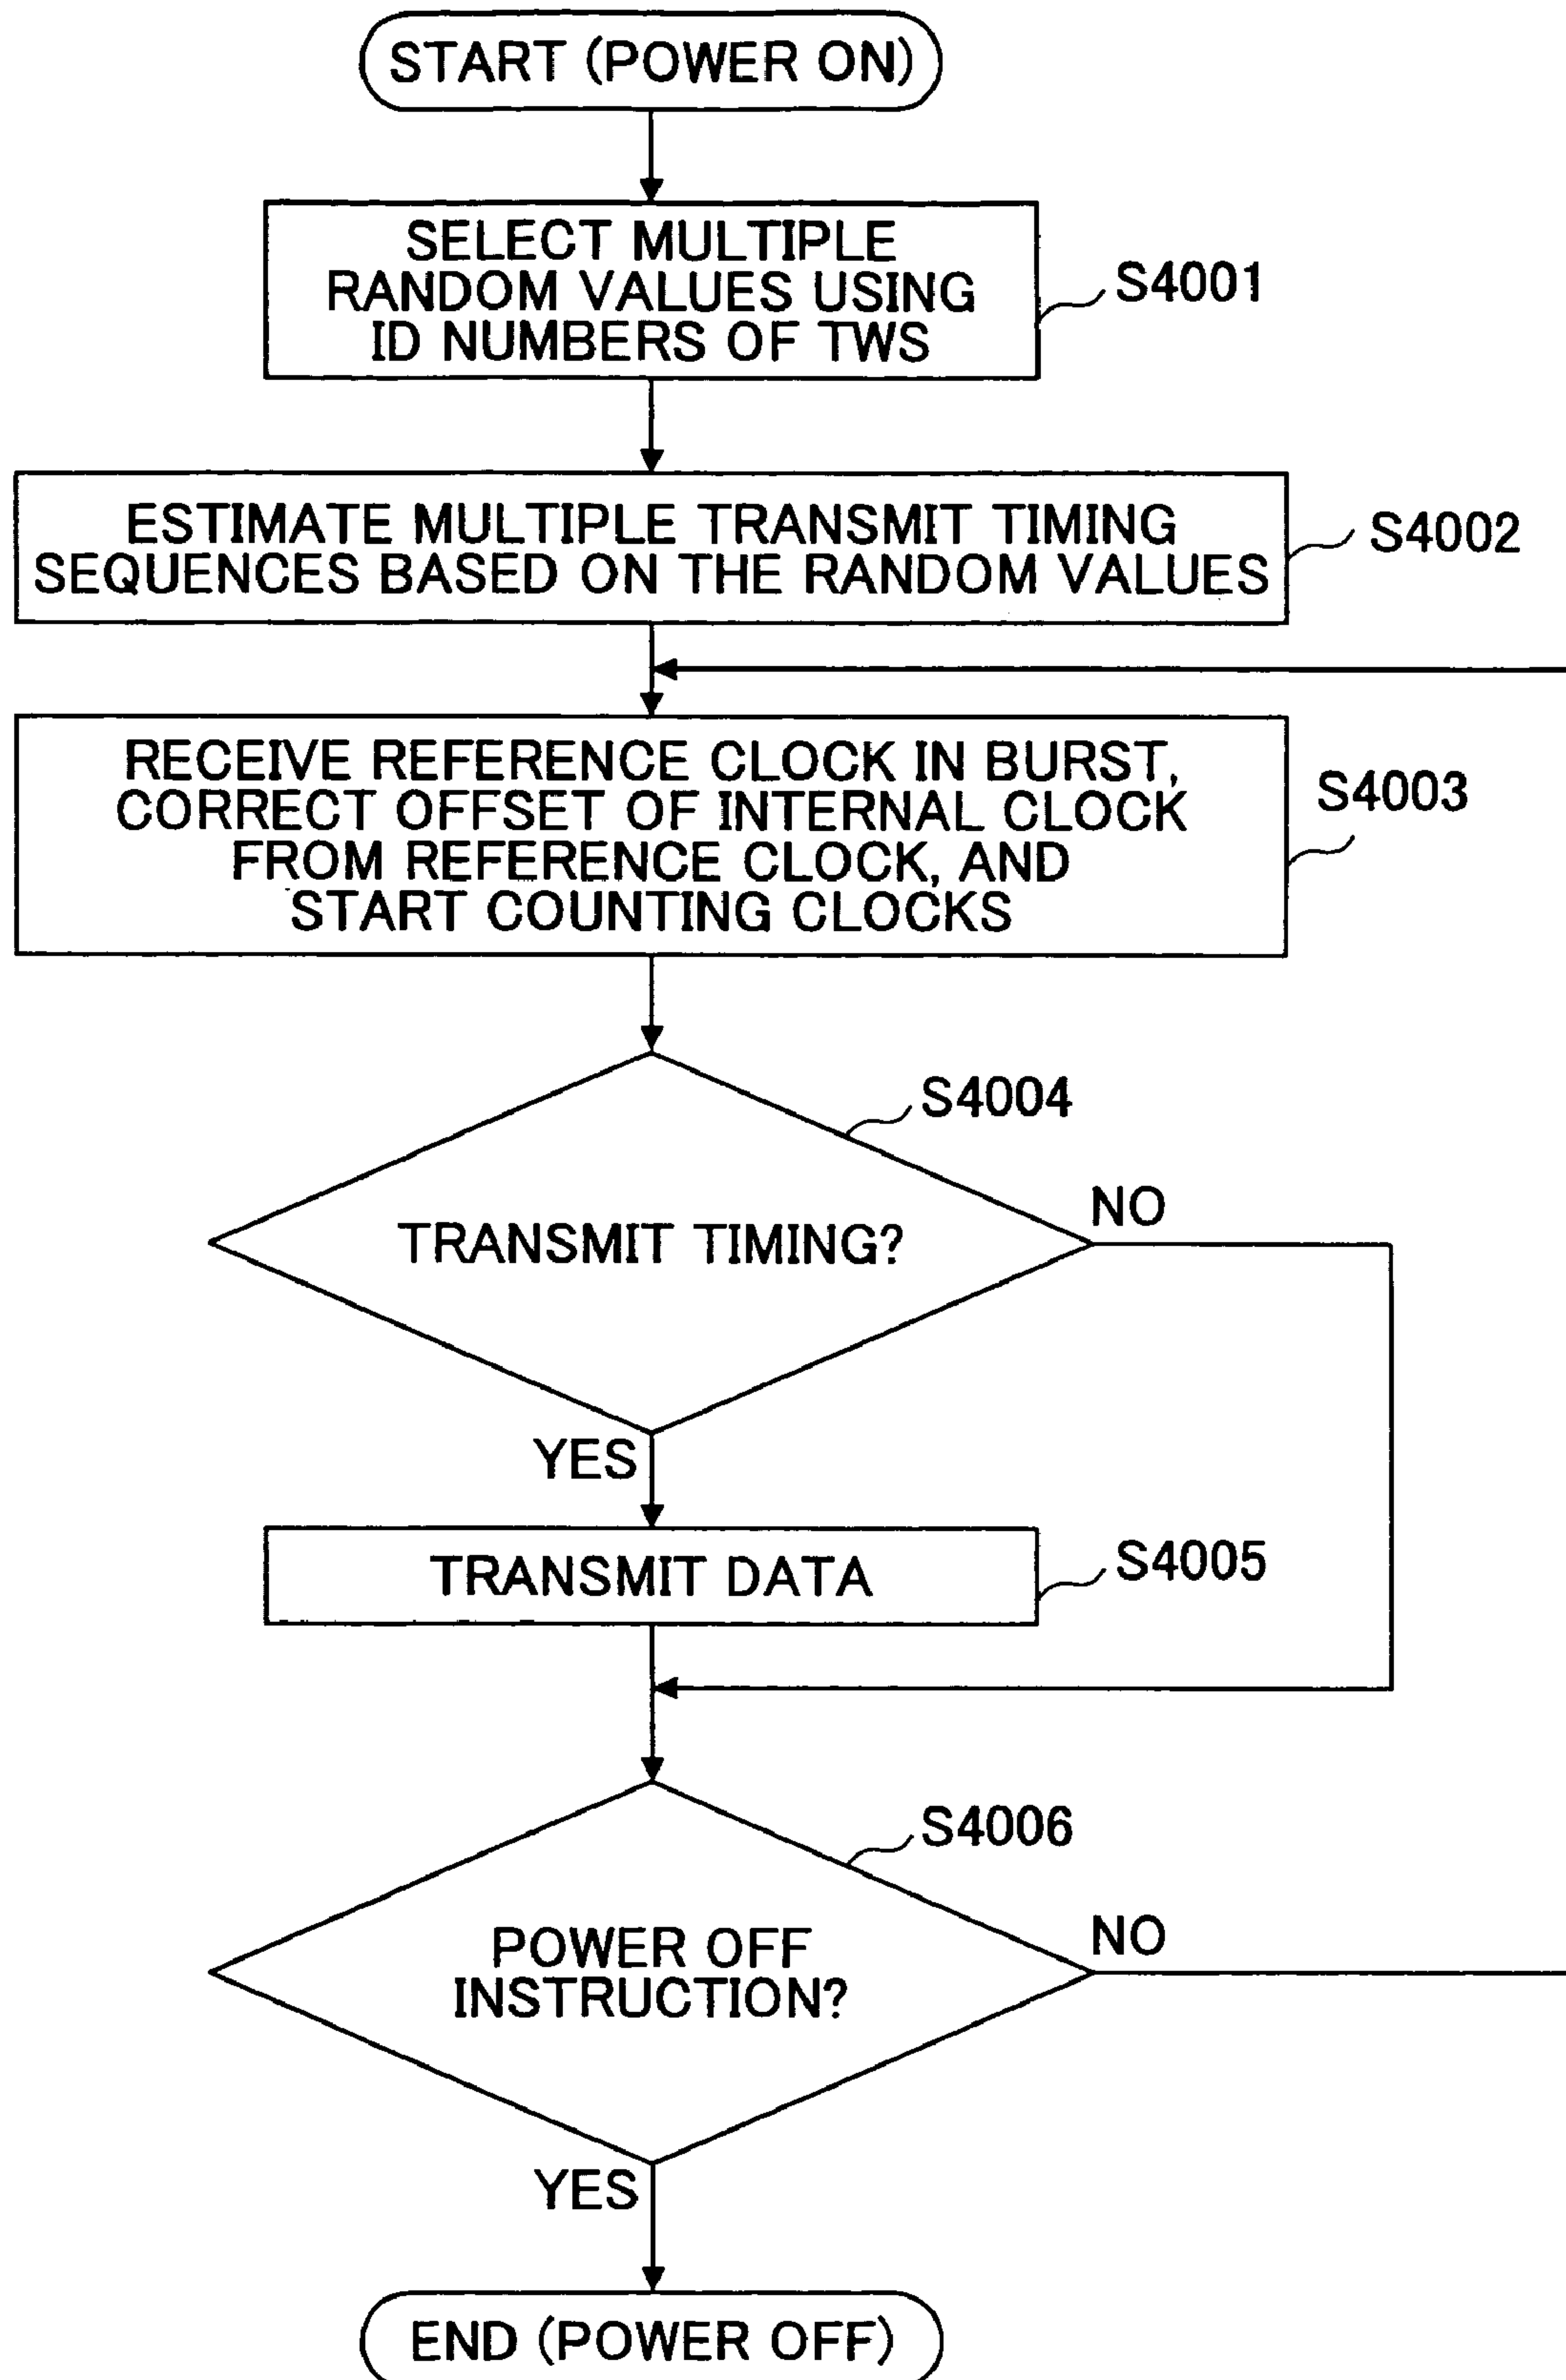 START (POWER ON)
SELECT MULTIPLE
RANDOM VALUES USING
ID NUMBERS OF TWS
S4001
ESTIMATE MULTIPLE TRANSMIT TIMING
SEQUENCES BASED ON THE RANDOM VALUES
S4002
RECEIVE REFERENCE CLOCK IN BURST,
CORRECT OFFSET OF INTERNAL CLOCK
FROM REFERENCE CLOCK, AND
START COUNTING CLOCKS
S4003
S4004
TRANSMIT TIMING?
NO
YES
TRANSMIT DATA
S4005
S4006
POWER OFF
INSTRUCTION?
NO
YES
END (POWER OFF)